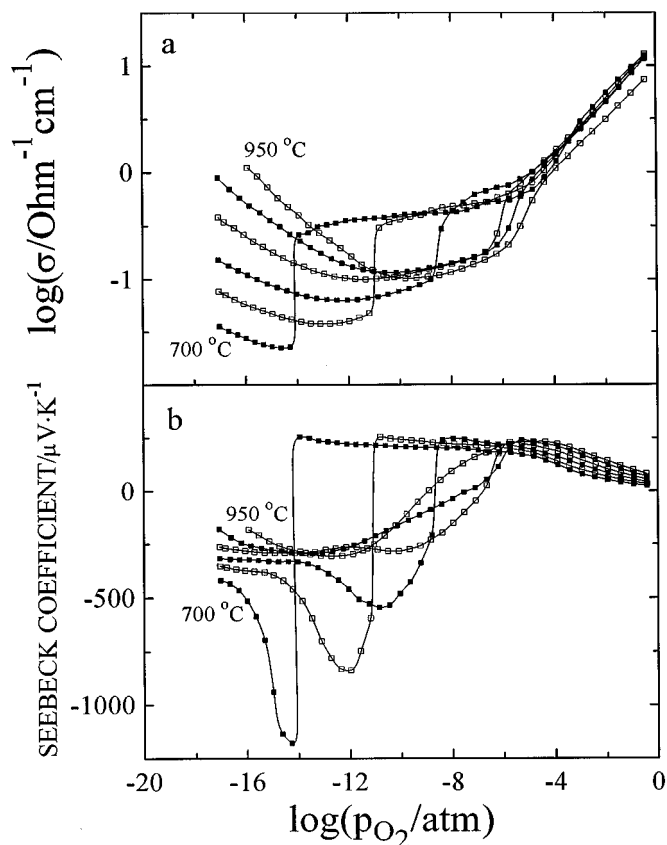 a
log(σ/Ohm⁻¹cm⁻¹)
1
0
-1
950 °C
700 °C
b
SEEBECK COEFFICIENT/μV·K⁻¹
0
-500
-1000
950 °C
700 °C
-20
-16
-12
-8
-4
0
log(p_O₂/atm)